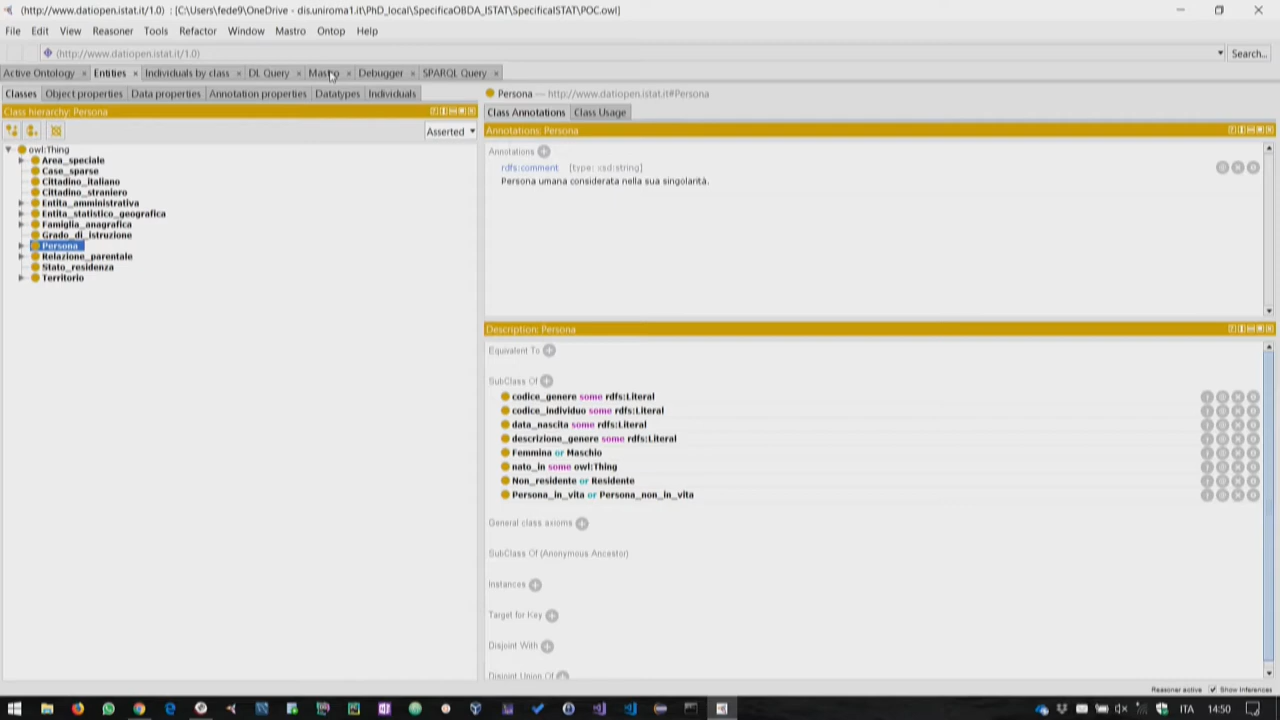 (http://www.datiopen.istat.it/1.0) : [C:\Users\fede9\OneDrive - dis.uniroma1.it\PhD_local\SpecificaOBDA_ISTAT\SpecificaISTAT\POC.owl]
File Edit View Reasoner Tools Refactor Window Mastro Ontop Help
(http://www.datiopen.istat.it/1.0)
Search...
Active Ontology × Entities × Individuals by class × DL Query × Mastro × Debugger × SPARQL Query ×
Classes Object properties Data properties Annotation properties Datatypes Individuals
Class hierarchy: Persona
Asserted
owl:Thing
Area_speciale
Case_sparse
Cittadino_italiano
Cittadino_straniero
Entita_amministrativa
Entita_statistico_geografica
Famiglia_anagrafica
Grado_di_istruzione
Persona
Relazione_parentale
Stato_residenza
Territorio
Persona — http://www.datiopen.istat.it#Persona
Class Annotations Class Usage
Annotations: Persona
Annotations
rdfs:comment [type: xsd:string]
Persona umana considerata nella sua singolarità.
Description: Persona
Equivalent To
SubClass Of
codice_genere some rdfs:Literal
codice_individuo some rdfs:Literal
data_nascita some rdfs:Literal
descrizione_genere some rdfs:Literal
Femmina or Maschio
nato_in some owl:Thing
Non_residente or Residente
Persona_in_vita or Persona_non_in_vita
General class axioms
SubClass Of (Anonymous Ancestor)
Instances
Target for Key
Disjoint With
Disjoint Union Of
Reasoner active Show Inferences
ITA 14:50